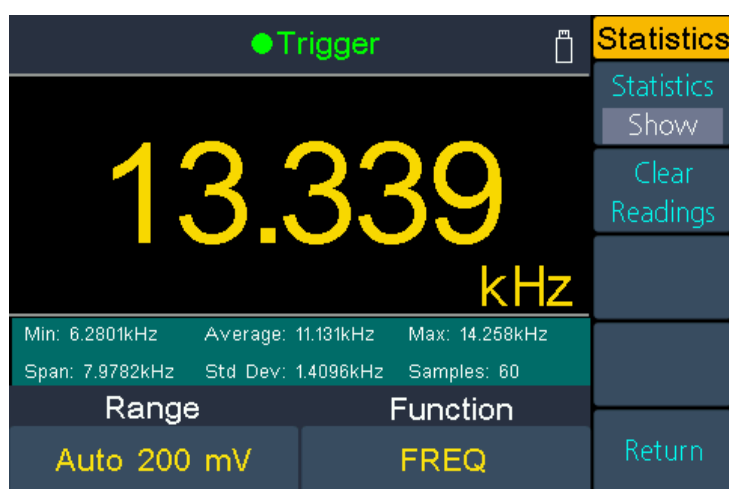 Trigger
Statistics
Statistics
Show
Clear
Readings
13.339
kHz
Min: 6.2801kHz Average: 11.131kHz Max: 14.258kHz
Span: 7.9782kHz Std Dev: 1.4096kHz Samples: 60
Range Function
Auto 200 mV FREQ
Return